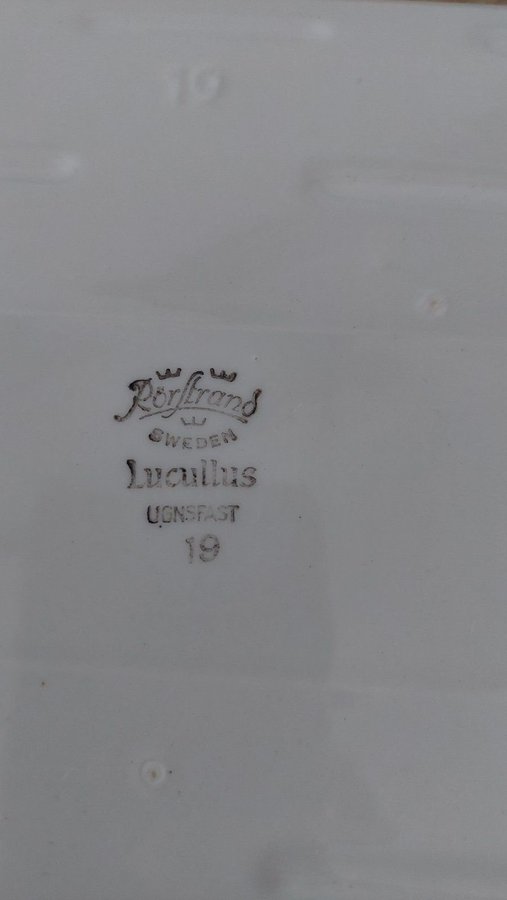 19
Rörstrand
SWEDEN
Lucullus
UGNSFAST
19